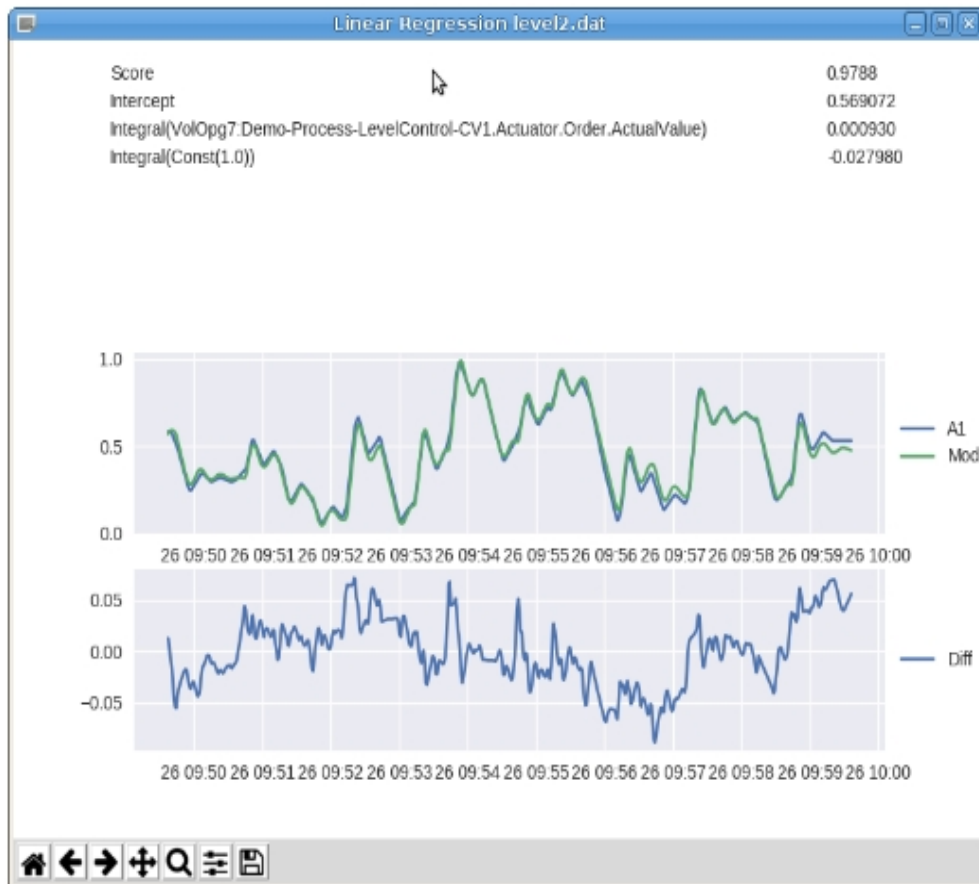 Linear Regression level2.dat
Score 0.9788
Intercept 0.569072
Integral(VolOpg7:Demo-Process-LevelControl-CV1.Actuator.Order.ActualValue) 0.000930
Integral(Const(1.0)) -0.027980
1.0
0.5
0.0
A1
Mod
26 09:50 26 09:51 26 09:52 26 09:53 26 09:54 26 09:55 26 09:56 26 09:57 26 09:58 26 09:59 26 10:00
0.05
0.00
−0.05
Diff
26 09:50 26 09:51 26 09:52 26 09:53 26 09:54 26 09:55 26 09:56 26 09:57 26 09:58 26 09:59 26 10:00